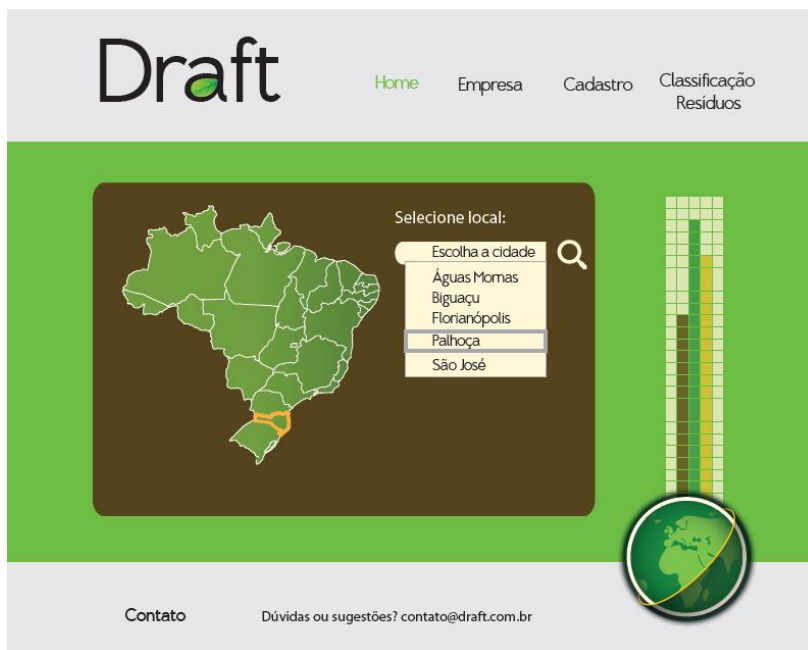 Draft
Home
Empresa
Cadastro
Classificação
Resíduos
Selecione local:
Escolha a cidade
Águas Mornas
Biguaçu
Florianópolis
Palhoça
São José
Contato
Dúvidas ou sugestões? contato@draft.com.br